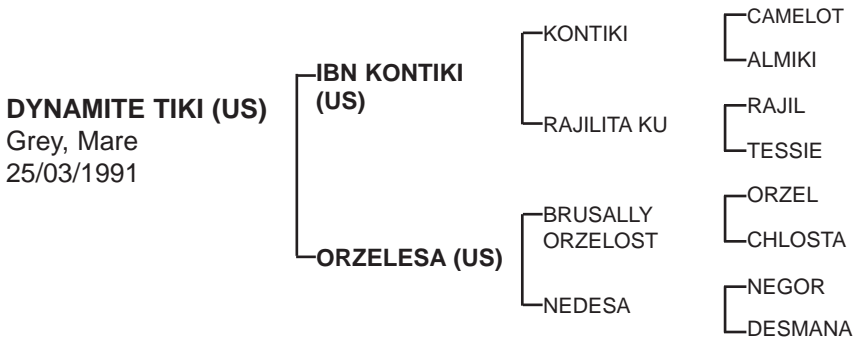 DYNAMITE TIKI (US)
Grey, Mare
25/03/1991
IBN KONTIKI
(US)
ORZELESA (US)
KONTIKI
RAJILITA KU
BRUSALLY
ORZELOST
NEDESA
CAMELOT
ALMIKI
RAJIL
TESSIE
ORZEL
CHLOSTA
NEGOR
DESMANA